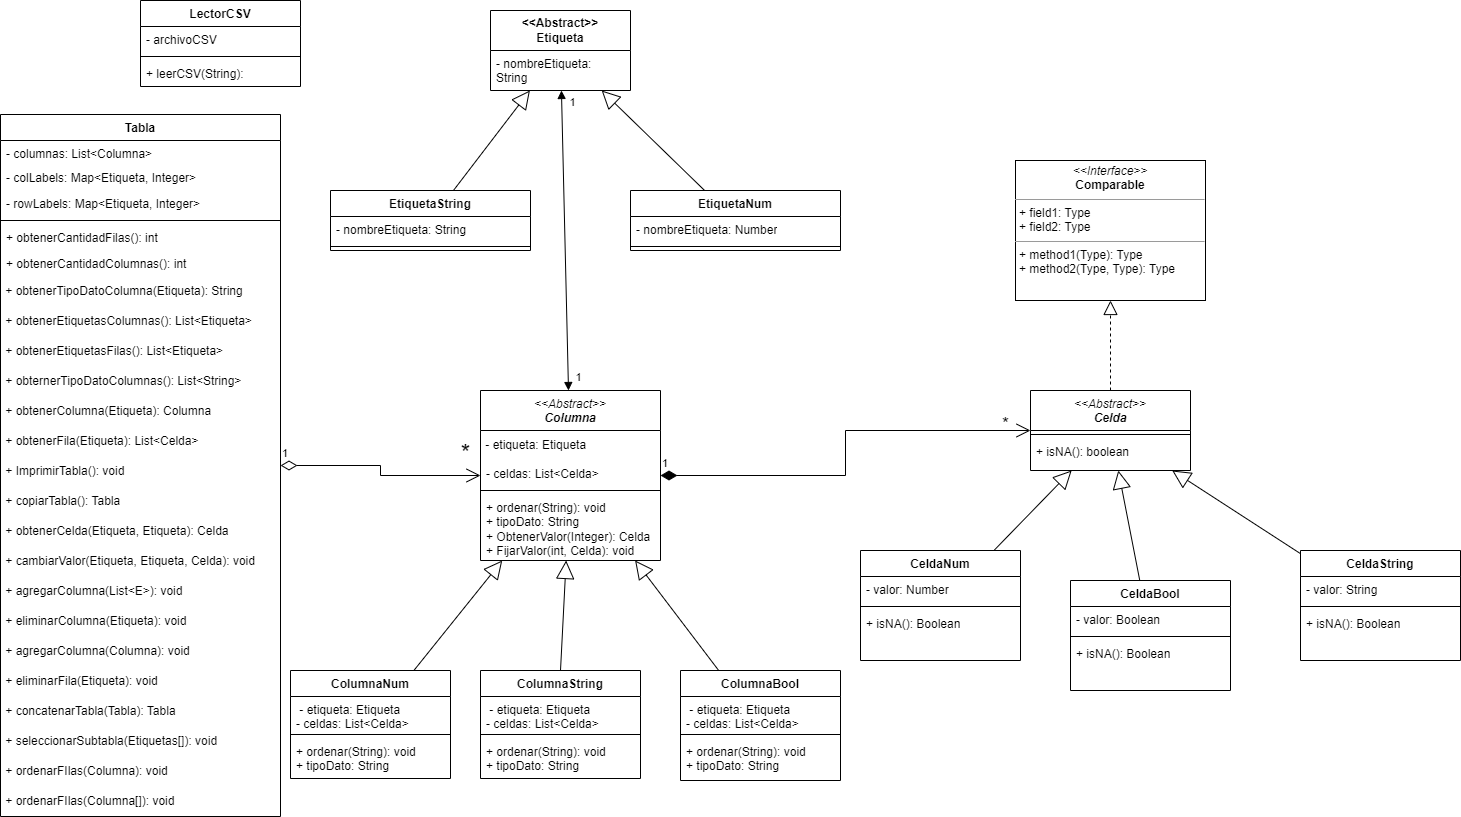 LectorCSV
- archivoCSV
+ leerCSV(String):
<<Abstract>>
Etiqueta
- nombreEtiqueta:
String
1
Tabla
- columnas: List<Columna>
- colLabels: Map<Etiqueta, Integer>
- rowLabels: Map<Etiqueta, Integer>
+ obtenerCantidadFilas(): int
+ obtenerCantidadColumnas(): int
+ obtenerTipoDatoColumna(Etiqueta): String
+ obtenerEtiquetasColumnas(): List<Etiqueta>
+ obtenerEtiquetasFilas(): List<Etiqueta>
+ obternerTipoDatoColumnas(): List<String>
+ obtenerColumna(Etiqueta): Columna
+ obtenerFila(Etiqueta): List<Celda>
+ ImprimirTabla(): void
+ copiarTabla(): Tabla
+ obtenerCelda(Etiqueta, Etiqueta): Celda
+ cambiarValor(Etiqueta, Etiqueta, Celda): void
+ agregarColumna(List<E>): void
+ eliminarColumna(Etiqueta): void
+ agregarColumna(Columna): void
+ eliminarFila(Etiqueta): void
+ concatenarTabla(Tabla): Tabla
+ seleccionarSubtabla(Etiquetas[]): void
+ ordenarFIlas(Columna): void
+ ordenarFIlas(Columna[]): void
EtiquetaString
- nombreEtiqueta: String
EtiquetaNum
- nombreEtiqueta: Number
<<Interface>>
Comparable
+ field1: Type
+ field2: Type
+ method1(Type): Type
+ method2(Type, Type): Type
1
1
*
<<Abstract>>
Columna
- etiqueta: Etiqueta
- celdas: List<Celda>
+ ordenar(String): void
+ tipoDato: String
+ ObtenerValor(Integer): Celda
+ FijarValor(int, Celda): void
1
*
<<Abstract>>
Celda
+ isNA(): boolean
CeldaNum
- valor: Number
+ isNA(): Boolean
CeldaBool
- valor: Boolean
+ isNA(): Boolean
CeldaString
- valor: String
+ isNA(): Boolean
ColumnaNum
- etiqueta: Etiqueta
- celdas: List<Celda>
+ ordenar(String): void
+ tipoDato: String
ColumnaString
- etiqueta: Etiqueta
- celdas: List<Celda>
+ ordenar(String): void
+ tipoDato: String
ColumnaBool
- etiqueta: Etiqueta
- celdas: List<Celda>
+ ordenar(String): void
+ tipoDato: String